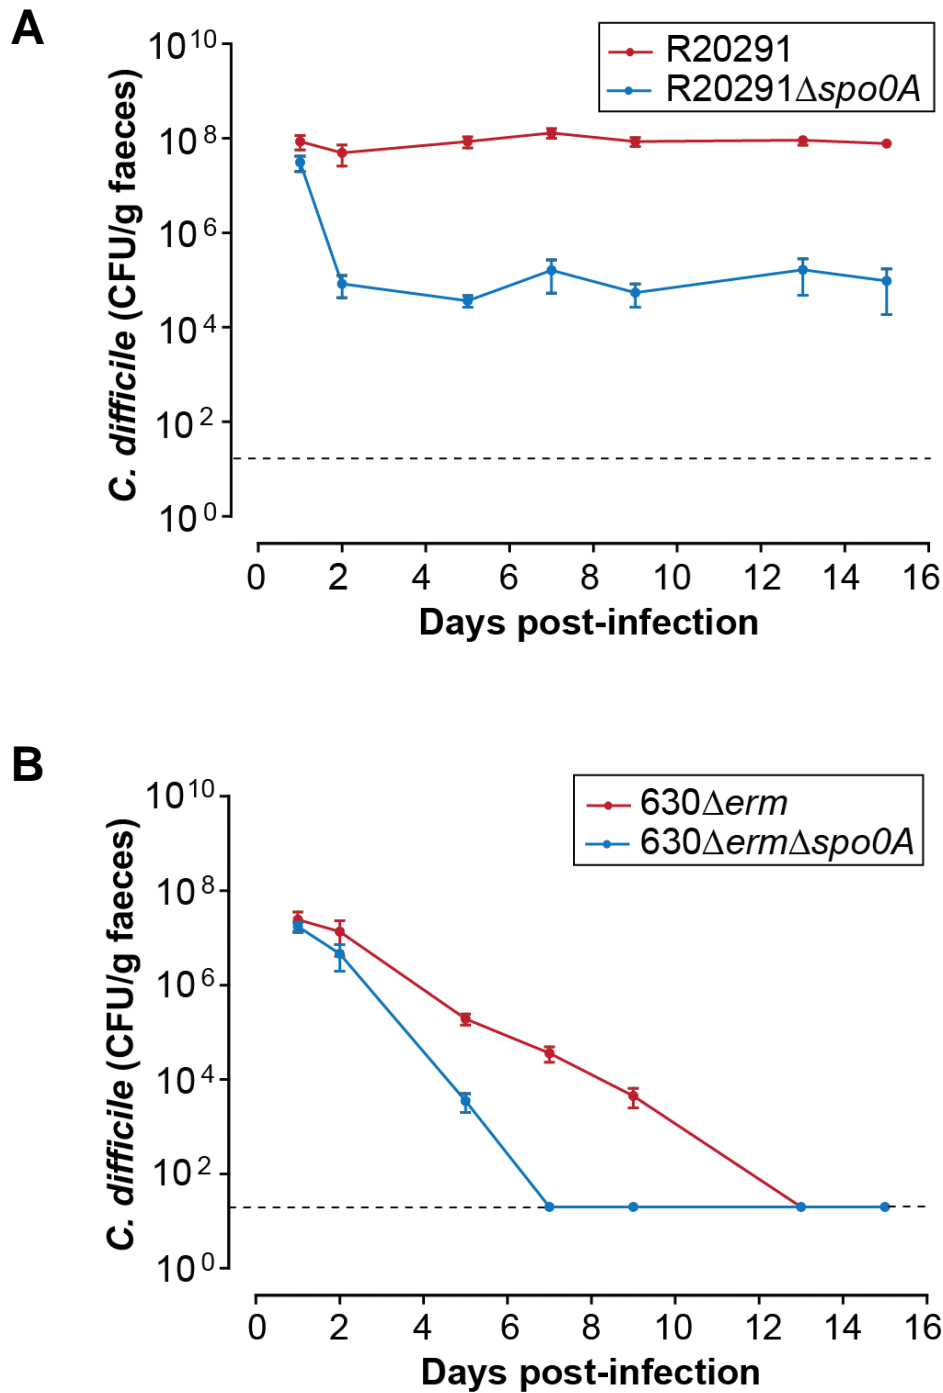 A
R20291
R20291Δspo0A
C. difficile (CFU/g faeces)
10^10
10^8
10^6
10^4
10^2
10^0
0 2 4 6 8 10 12 14 16
Days post-infection
B
630Δerm
630ΔermΔspo0A
C. difficile (CFU/g faeces)
10^10
10^8
10^6
10^4
10^2
10^0
0 2 4 6 8 10 12 14 16
Days post-infection